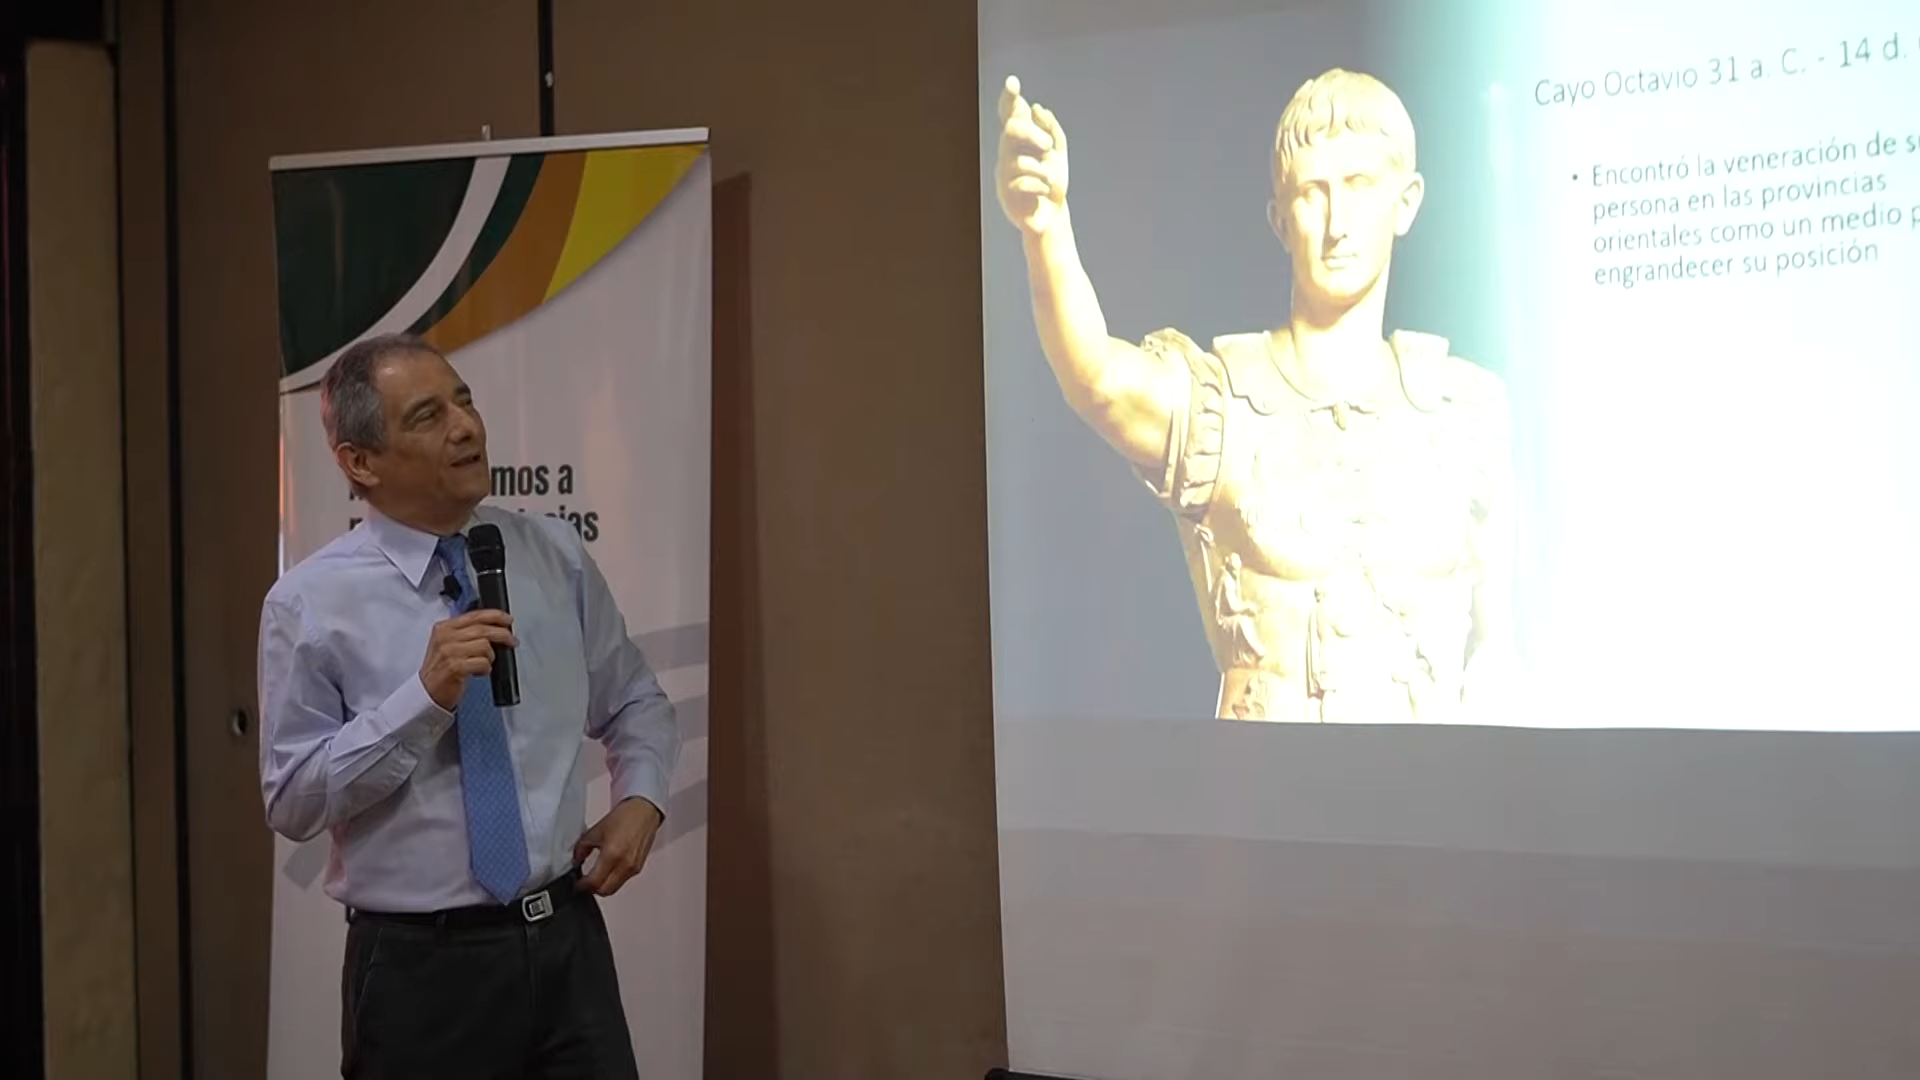 mos a
ias
Cayo Octavio 31 a. C. - 14 d.
• Encontró la veneración de s
persona en las provincias
orientales como un medio p
engrandecer su posición